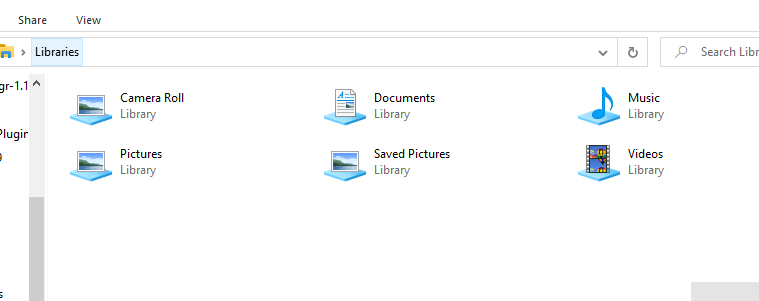 Share View
Libraries
Search Libr
gr-1.1
Plugin
Camera Roll
Library
Documents
Library
Music
Library
Pictures
Library
Saved Pictures
Library
Videos
Library